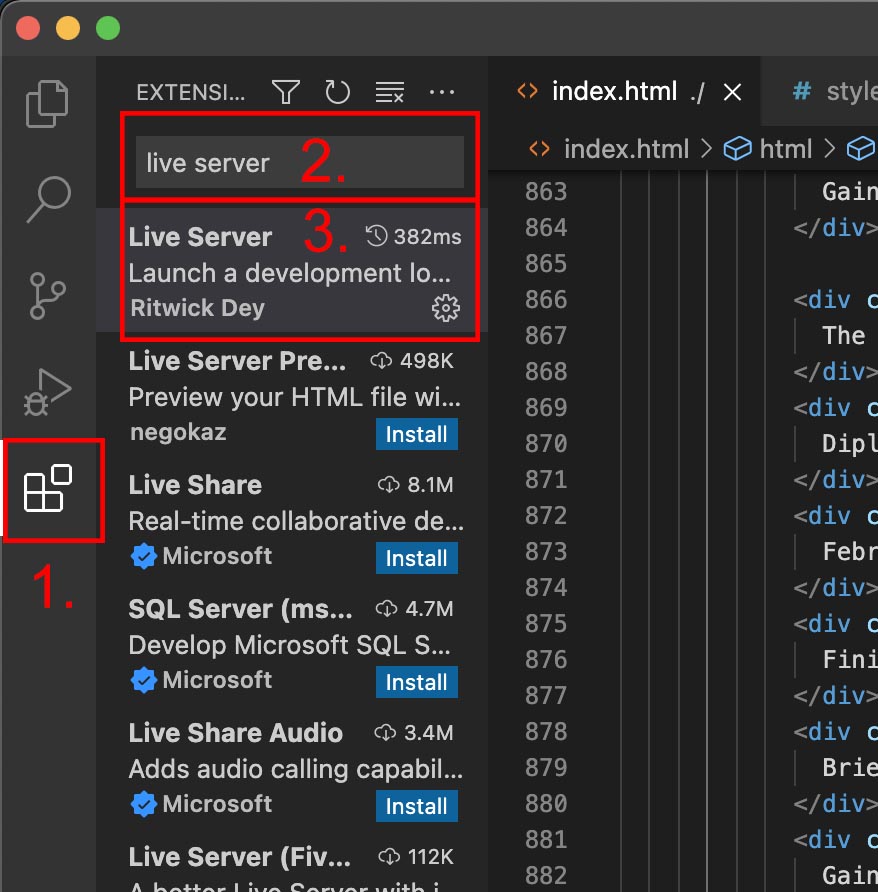 EXTENSI...
live server
2.
Live Server
3.
382ms
Launch a development lo...
Ritwick Dey
Live Server Pre...
498K
Preview your HTML file wi...
negokaz
Install
Live Share
8.1M
Real-time collaborative de...
Microsoft
Install
1.
SQL Server (ms...
4.7M
Develop Microsoft SQL S...
Microsoft
Install
Live Share Audio
3.4M
Adds audio calling capabil...
Microsoft
Install
Live Server (Fiv...
112K
A better Live Server with i
<> index.html ./
# style
<> index.html > html >
863 Gain
864 </div>
865
866 <div c
867 The
868 </div>
869 <div c
870 Dipl
871 </div>
872 <div c
873 Febr
874 </div>
875 <div c
876 Fini
877 </div>
878 <div c
879 Brie
880 </div>
881 <div c
882 Gain